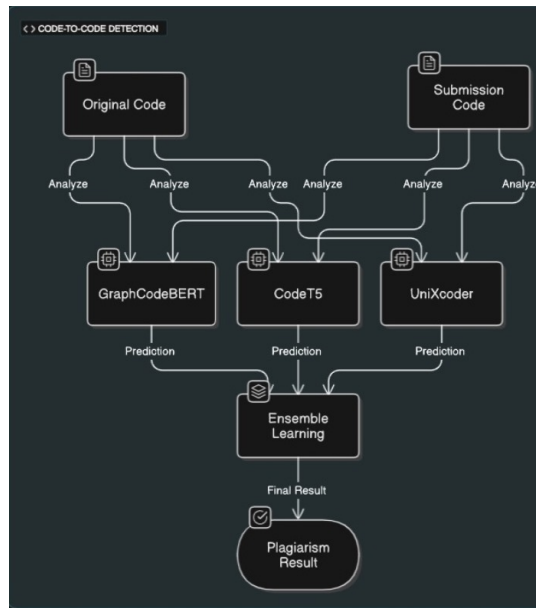 <> CODE-TO-CODE DETECTION
Original Code
Submission
Code
Analyze
Analyze
Analyze
Analyze
Analyze
Analyze
GraphCodeBERT
CodeT5
UniXcoder
Prediction
Prediction
Prediction
Ensemble
Learning
Final Result
Plagiarism
Result